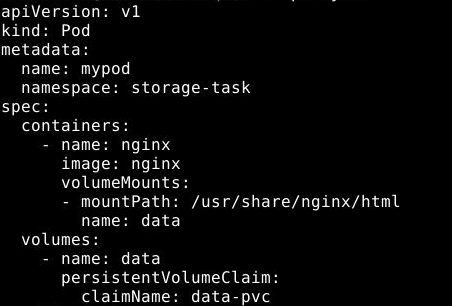 apiVersion: v1
kind: Pod
metadata:
  name: mypod
  namespace: storage-task
spec:
  containers:
    - name: nginx
      image: nginx
      volumeMounts:
      - mountPath: /usr/share/nginx/html
        name: data
  volumes:
    - name: data
      persistentVolumeClaim:
        claimName: data-pvc